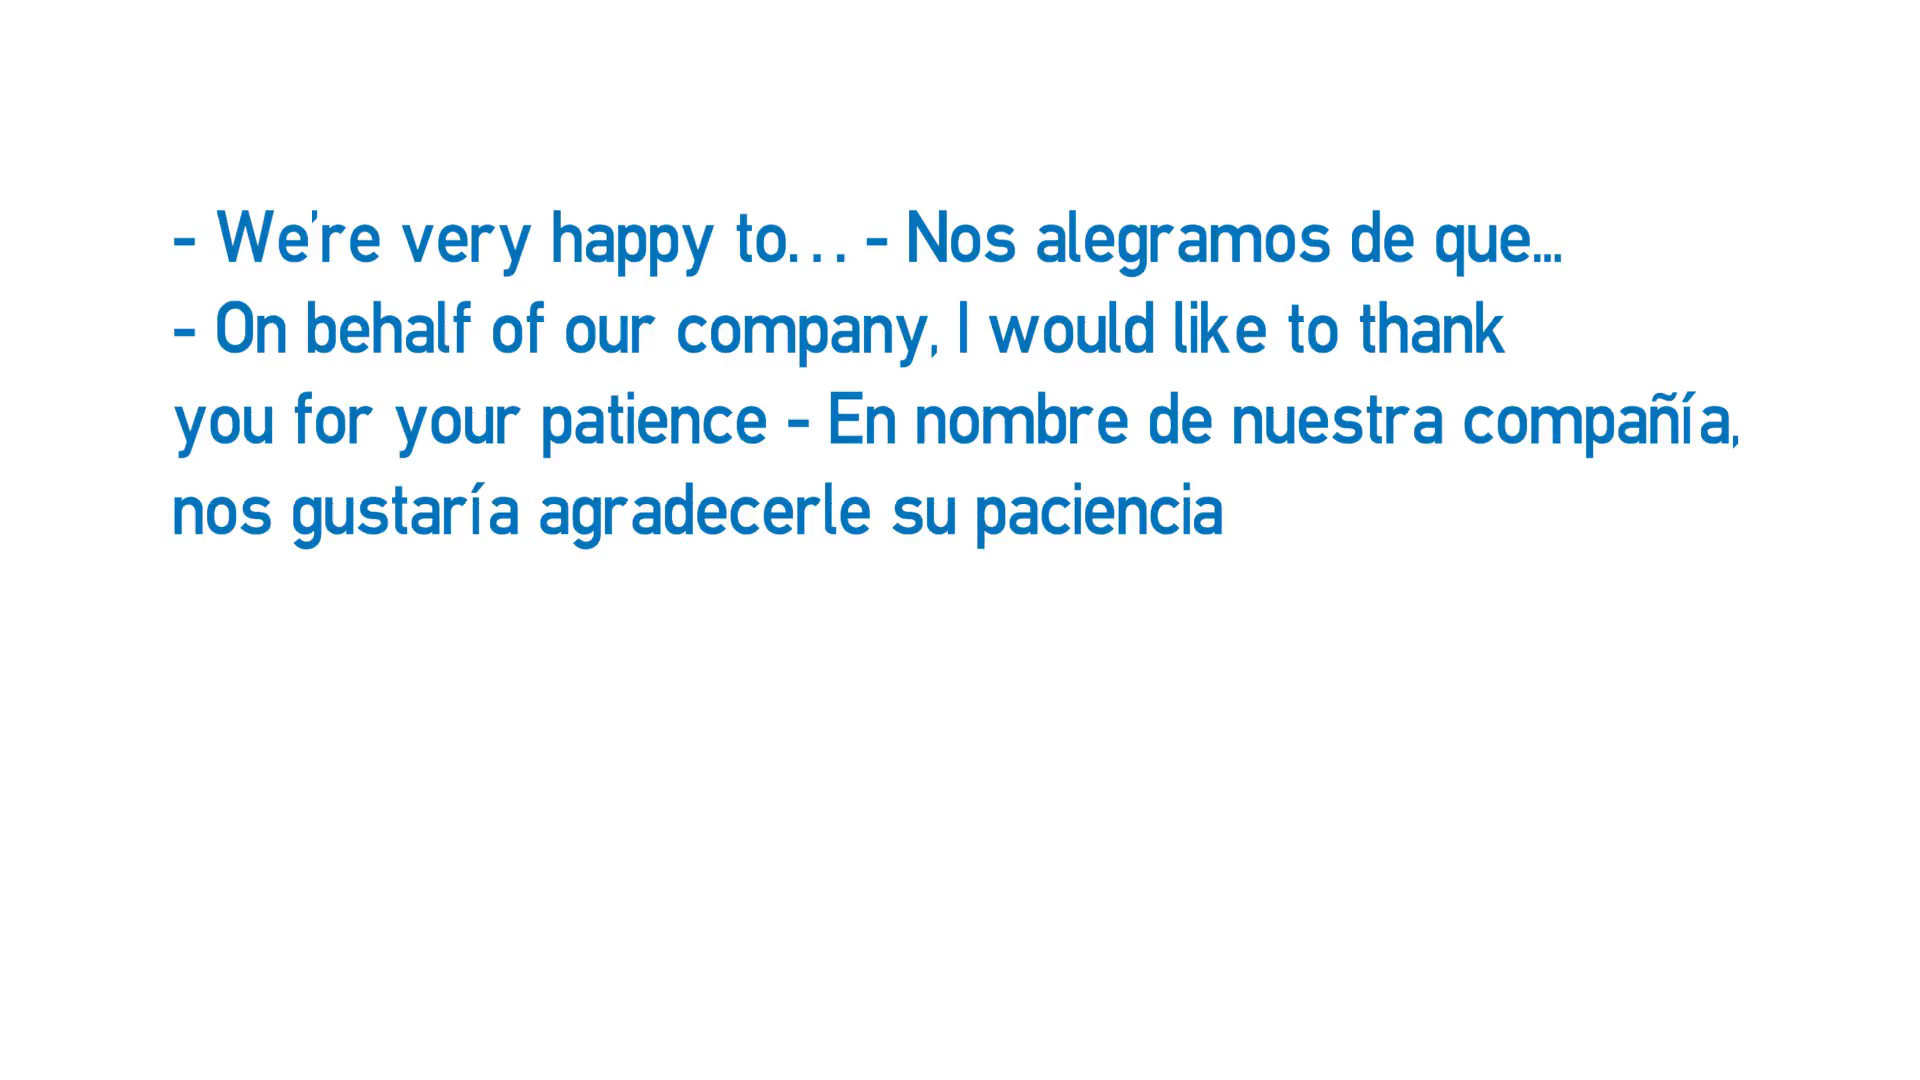 - We're very happy to... - Nos alegramos de que...
- On behalf of our company, I would like to thank
you for your patience - En nombre de nuestra compañía,
nos gustaría agradecerle su paciencia